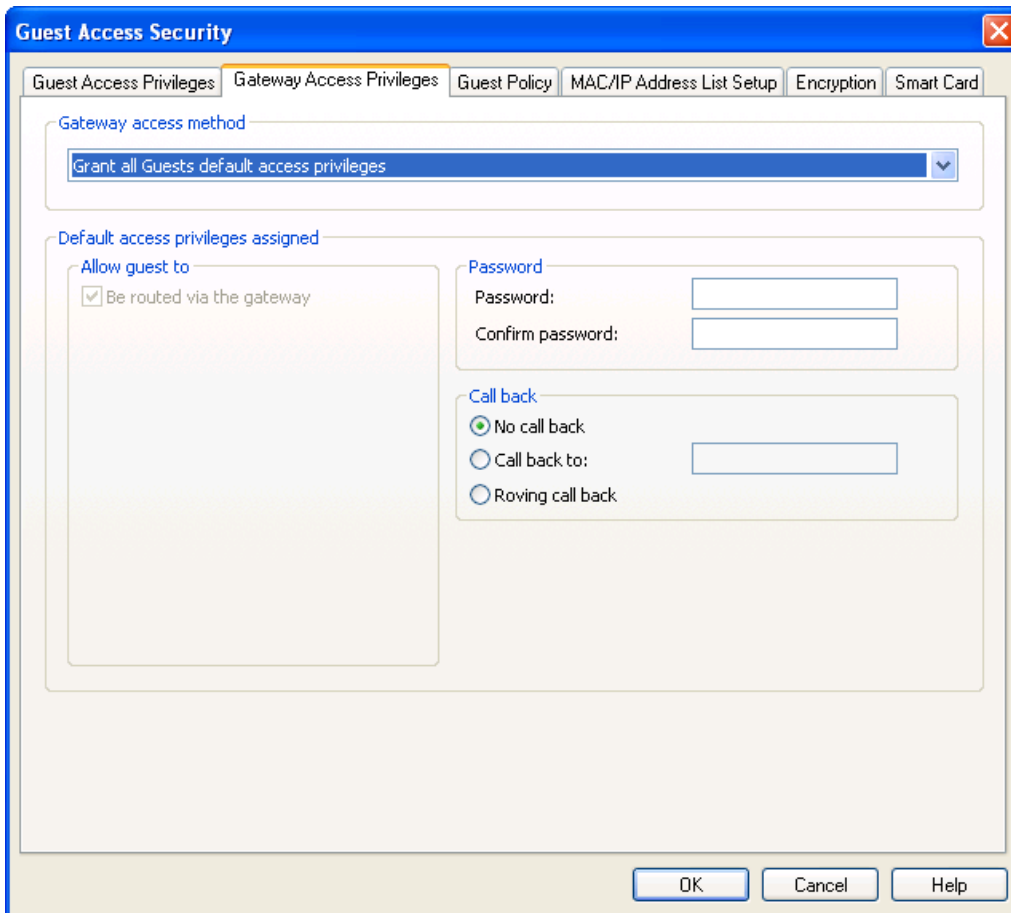 Guest Access Security
Guest Access Privileges Gateway Access Privileges Guest Policy MAC/IP Address List Setup Encryption Smart Card
Gateway access method
Grant all Guests default access privileges
Default access privileges assigned
Allow guest to
Be routed via the gateway
Password
Password:
Confirm password:
Call back
No call back
Call back to:
Roving call back
OK Cancel Help